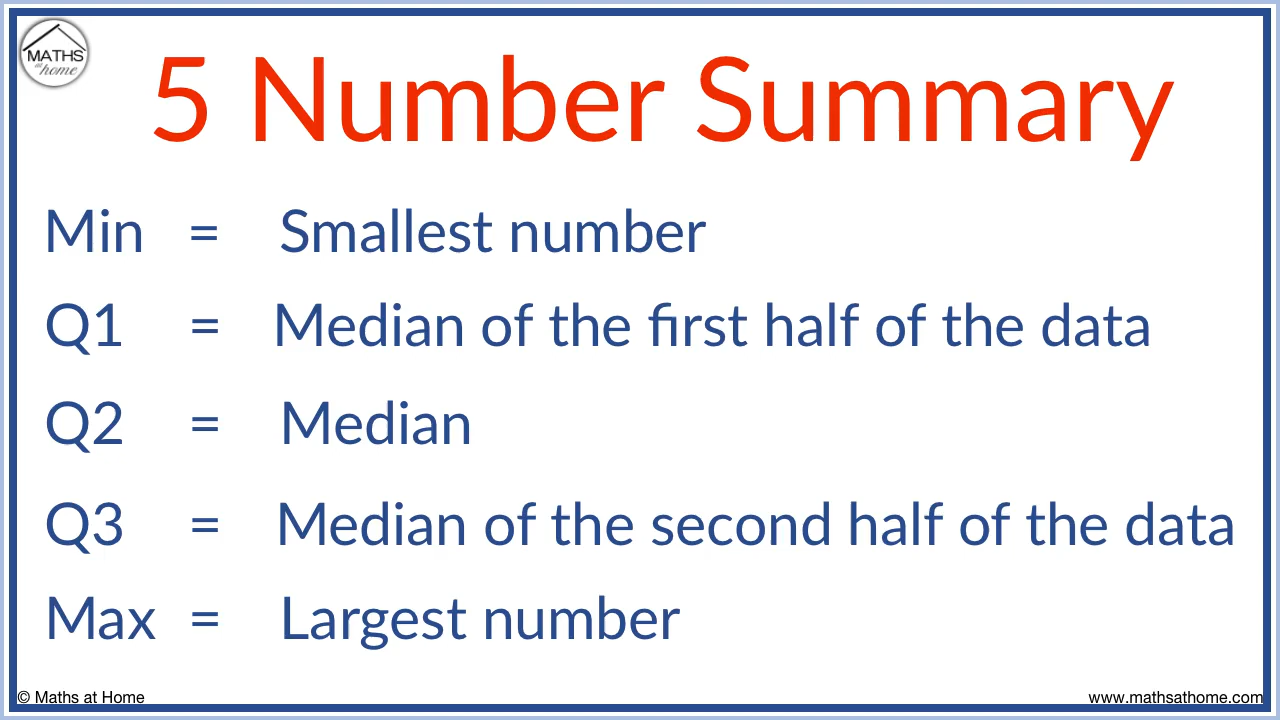 MATHS
at
home
5 Number Summary
Min = Smallest number
Q1 = Median of the first half of the data
Q2 = Median
Q3 = Median of the second half of the data
Max = Largest number
© Maths at Home
www.mathsathome.com